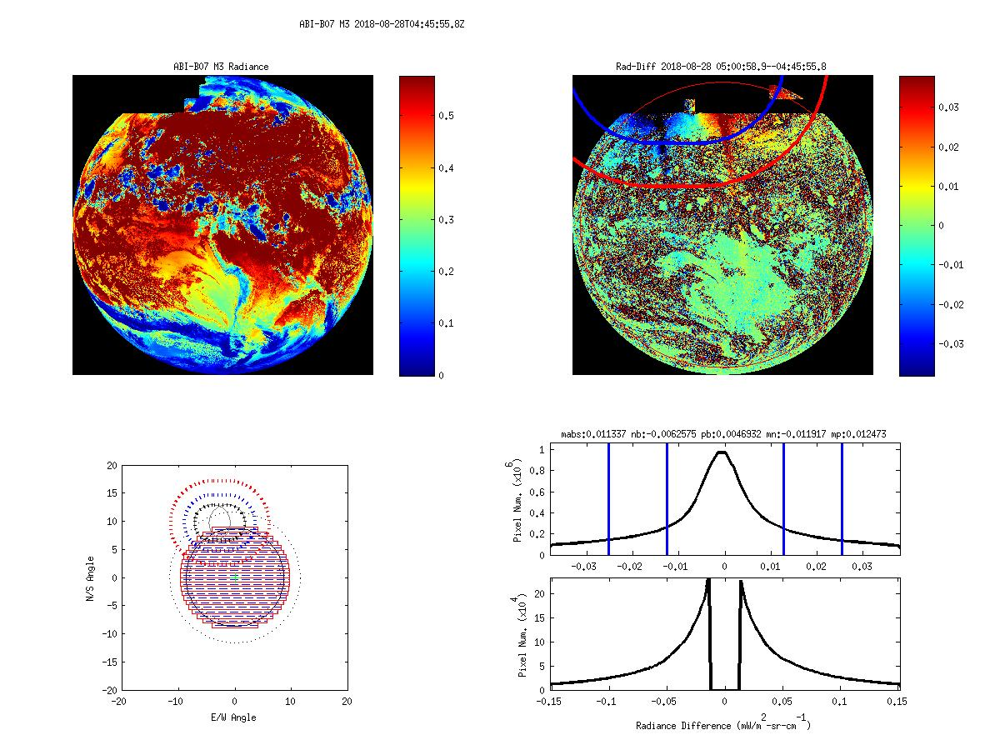 ABI-B07 M3 2018-08-28T04:45:55.8Z
ABI-B07 M3 Radiance
0.5
0.4
0.3
0.2
0.1
0
Rad-Diff 2018-08-28 05:00:58.9--04:45:55.8
0.03
0.02
0.01
0
-0.01
-0.02
-0.03
20
15
10
5
0
-5
-10
-15
-20
N/S Angle
-20 -10 0 10 20
E/W Angle
mabs:0.011337 nb:-0.0062575 pb:0.0046932 mn:-0.011917 mp:0.012473
1
0.8
0.6
0.4
0.2
0
Pixel Num. (x10^6)
-0.03 -0.02 -0.01 0 0.01 0.02 0.03
20
15
10
5
0
Pixel Num. (x10^4)
-0.15 -0.1 -0.05 0 0.05 0.1 0.15
Radiance Difference (mW/m^2-sr-cm^-1)